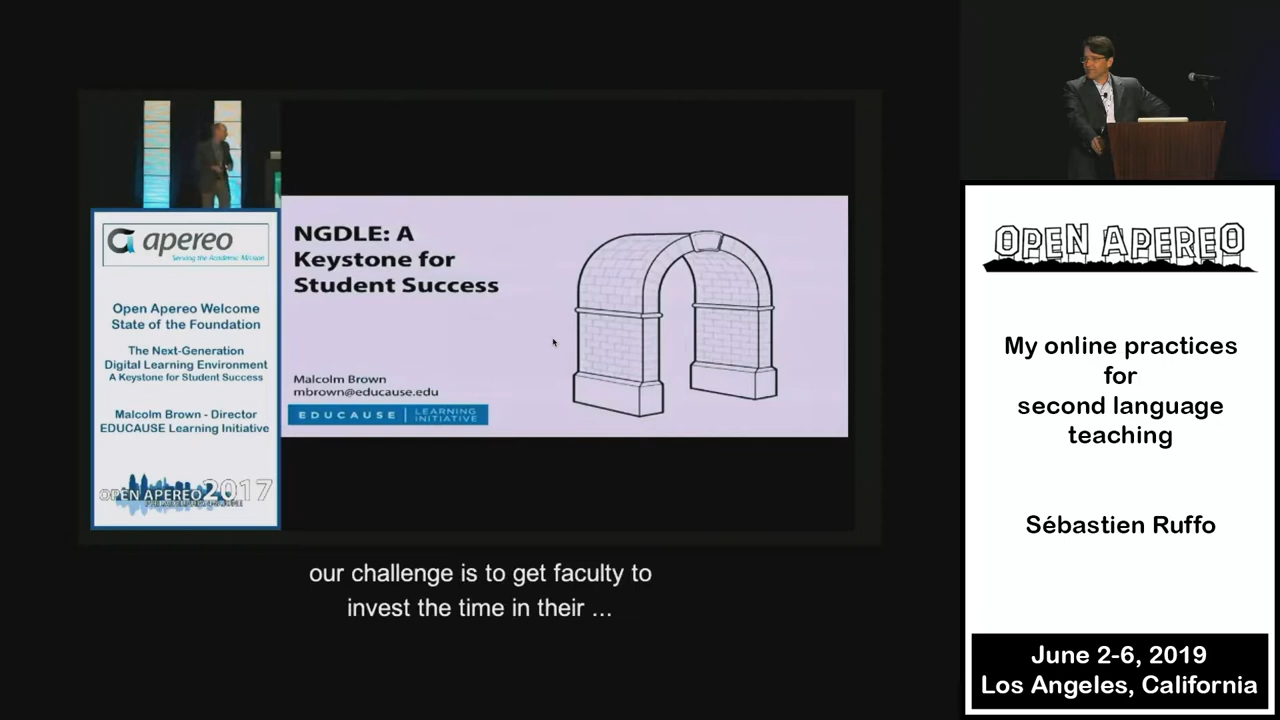 apereo
Serving the Academic Mission
Open Apereo Welcome
State of the Foundation
The Next-Generation
Digital Learning Environment
A Keystone for Student Success
Malcolm Brown - Director
EDUCAUSE Learning Initiative
OPEN APEREO 2017
NGDLE: A
Keystone for
Student Success
Malcolm Brown
mbrown@educause.edu
EDUCAUSE | LEARNING
INITIATIVE
our challenge is to get faculty to
invest the time in their ...
OPEN APEREO
My online practices
for
second language
teaching
Sébastien Ruffo
June 2-6, 2019
Los Angeles, California